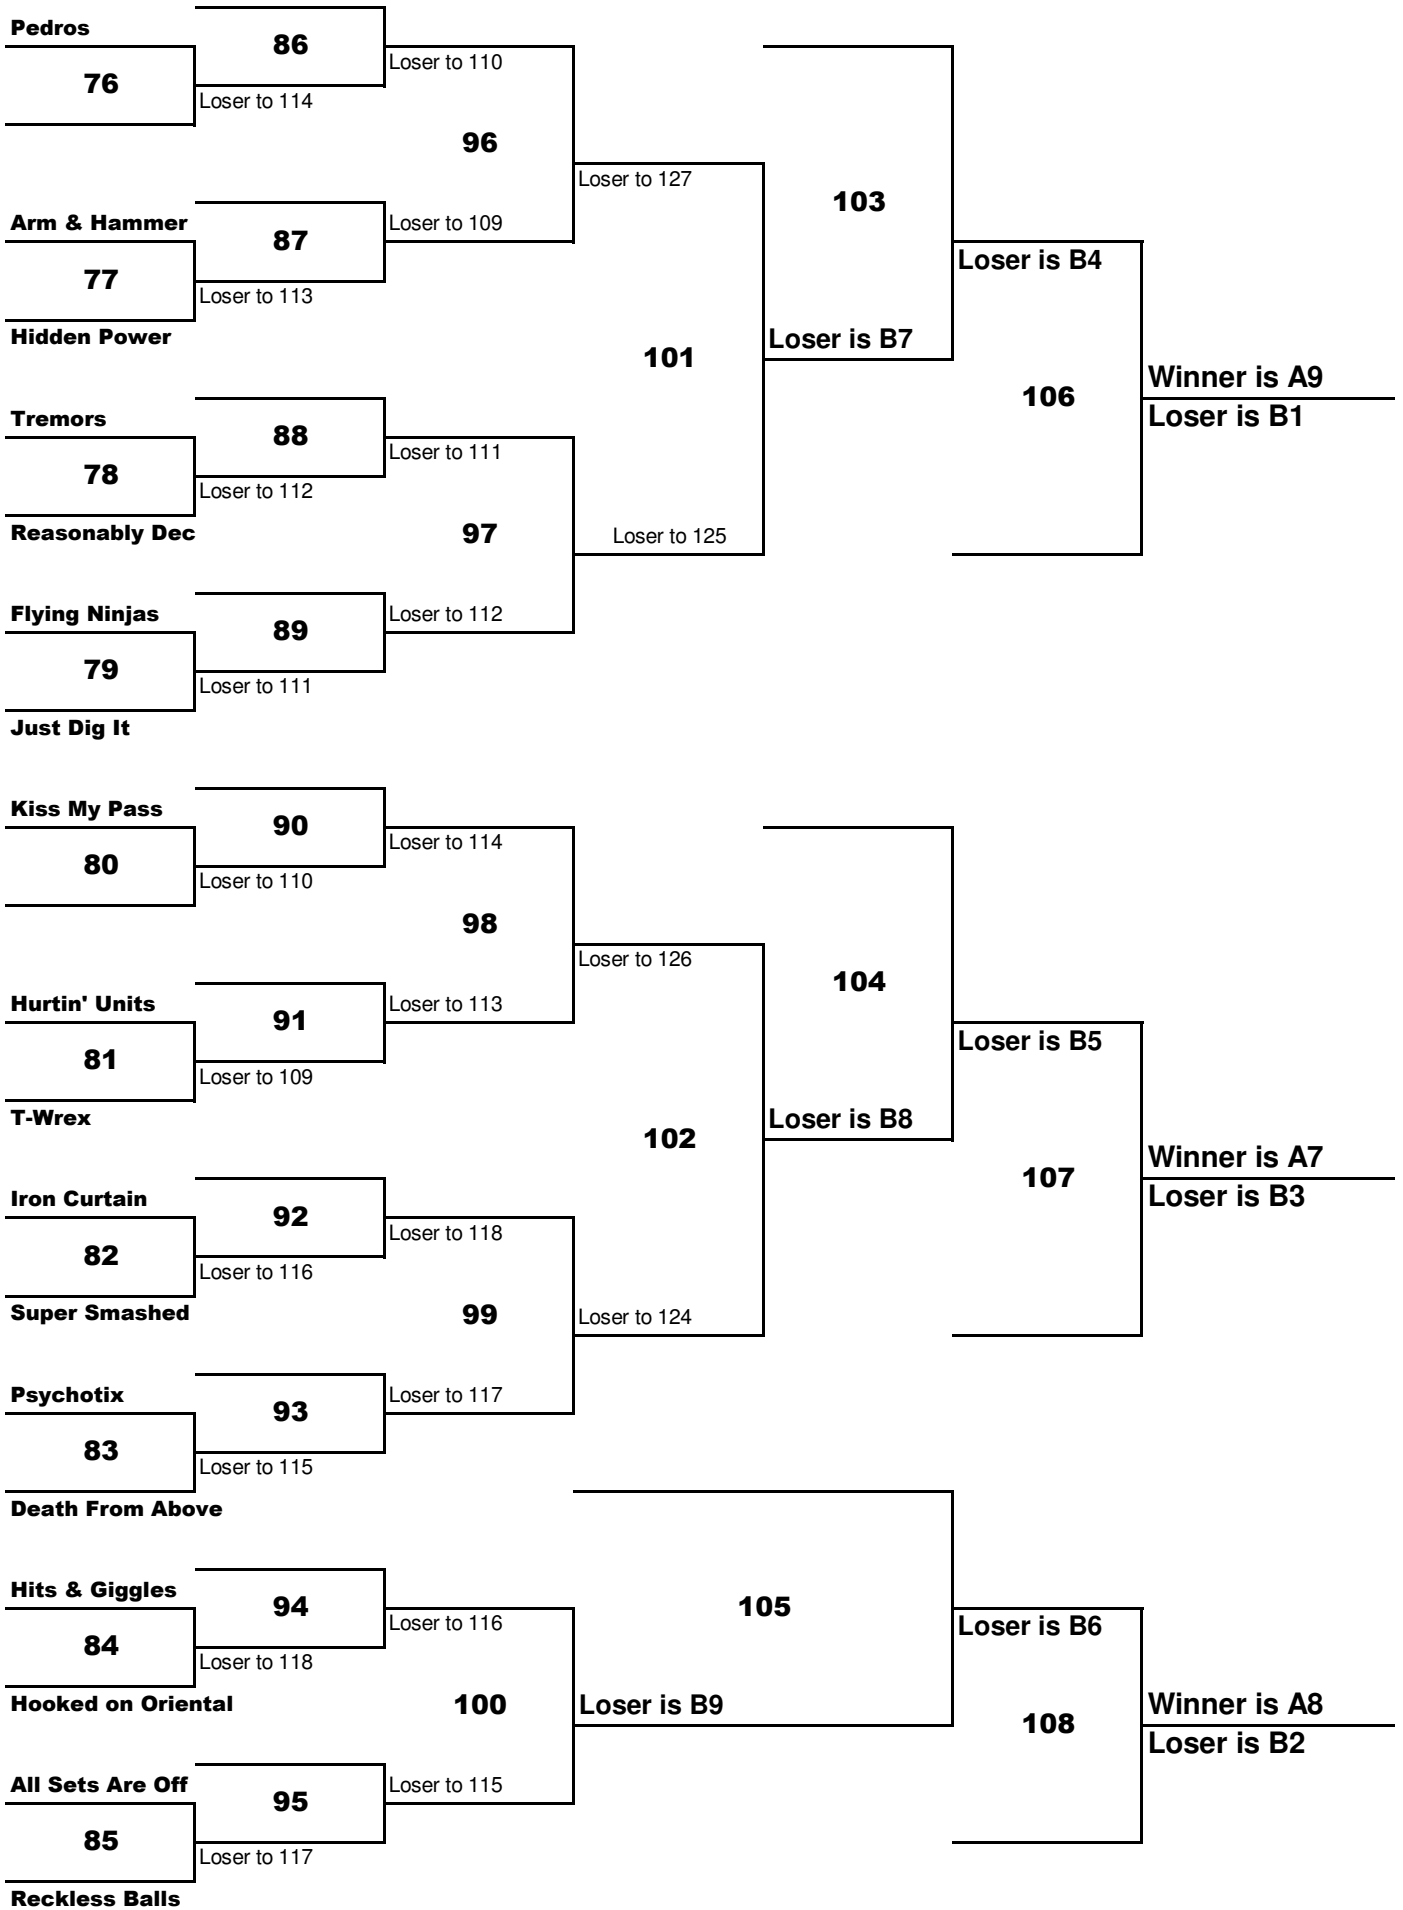 Pedros
86
Loser to 110
76
Loser to 114
96
Loser to 127
103
Arm & Hammer
87
Loser to 109
Loser is B4
77
Loser to 113
Hidden Power
Loser is B7
101
Winner is A9
106
Loser is B1
Tremors
88
Loser to 111
78
Loser to 112
Reasonably Dec
97
Loser to 125
Flying Ninjas
89
Loser to 112
79
Loser to 111
Just Dig It
Kiss My Pass
90
Loser to 114
80
Loser to 110
98
Loser to 126
104
Hurtin' Units
91
Loser to 113
Loser is B5
81
Loser to 109
T-Wrex
102
Loser is B8
Winner is A7
107
Loser is B3
Iron Curtain
92
Loser to 118
82
Loser to 116
Super Smashed
99
Loser to 124
Psychotix
93
Loser to 117
83
Loser to 115
Death From Above
Hits & Giggles
94
Loser to 116
105
Loser is B6
84
Loser to 118
Hooked on Oriental
100
Loser is B9
Winner is A8
108
Loser is B2
All Sets Are Off
95
Loser to 115
85
Loser to 117
Reckless Balls